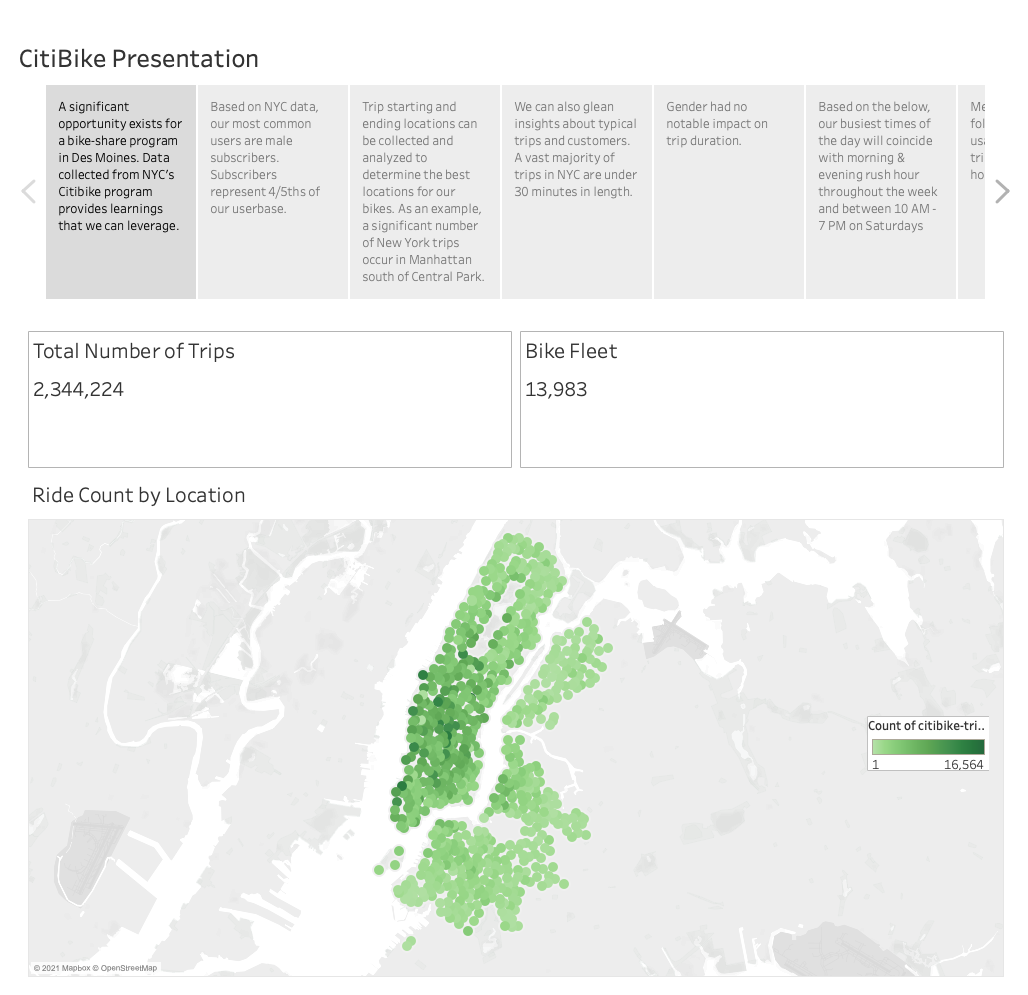 CitiBike Presentation
A significant
opportunity exists for
a bike-share program
in Des Moines. Data
collected from NYC's
Citibike program
provides learnings
that we can leverage.
Based on NYC data,
our most common
users are male
subscribers.
Subscribers
represent 4/5ths of
our userbase.
Trip starting and
ending locations can
be collected and
analyzed to
determine the best
locations for our
bikes. As an example,
a significant number
of New York trips
occur in Manhattan
south of Central Park.
We can also glean
insights about typical
trips and customers.
A vast majority of
trips in NYC are under
30 minutes in length.
Gender had no
notable impact on
trip duration.
Based on the below,
our busiest times of
the day will coincide
with morning &
evening rush hour
throughout the week
and between 10 AM -
7 PM on Saturdays
Total Number of Trips
2,344,224
Bike Fleet
13,983
Ride Count by Location
Count of citibike-tri..
1 16,564
© 2021 Mapbox © OpenStreetMap